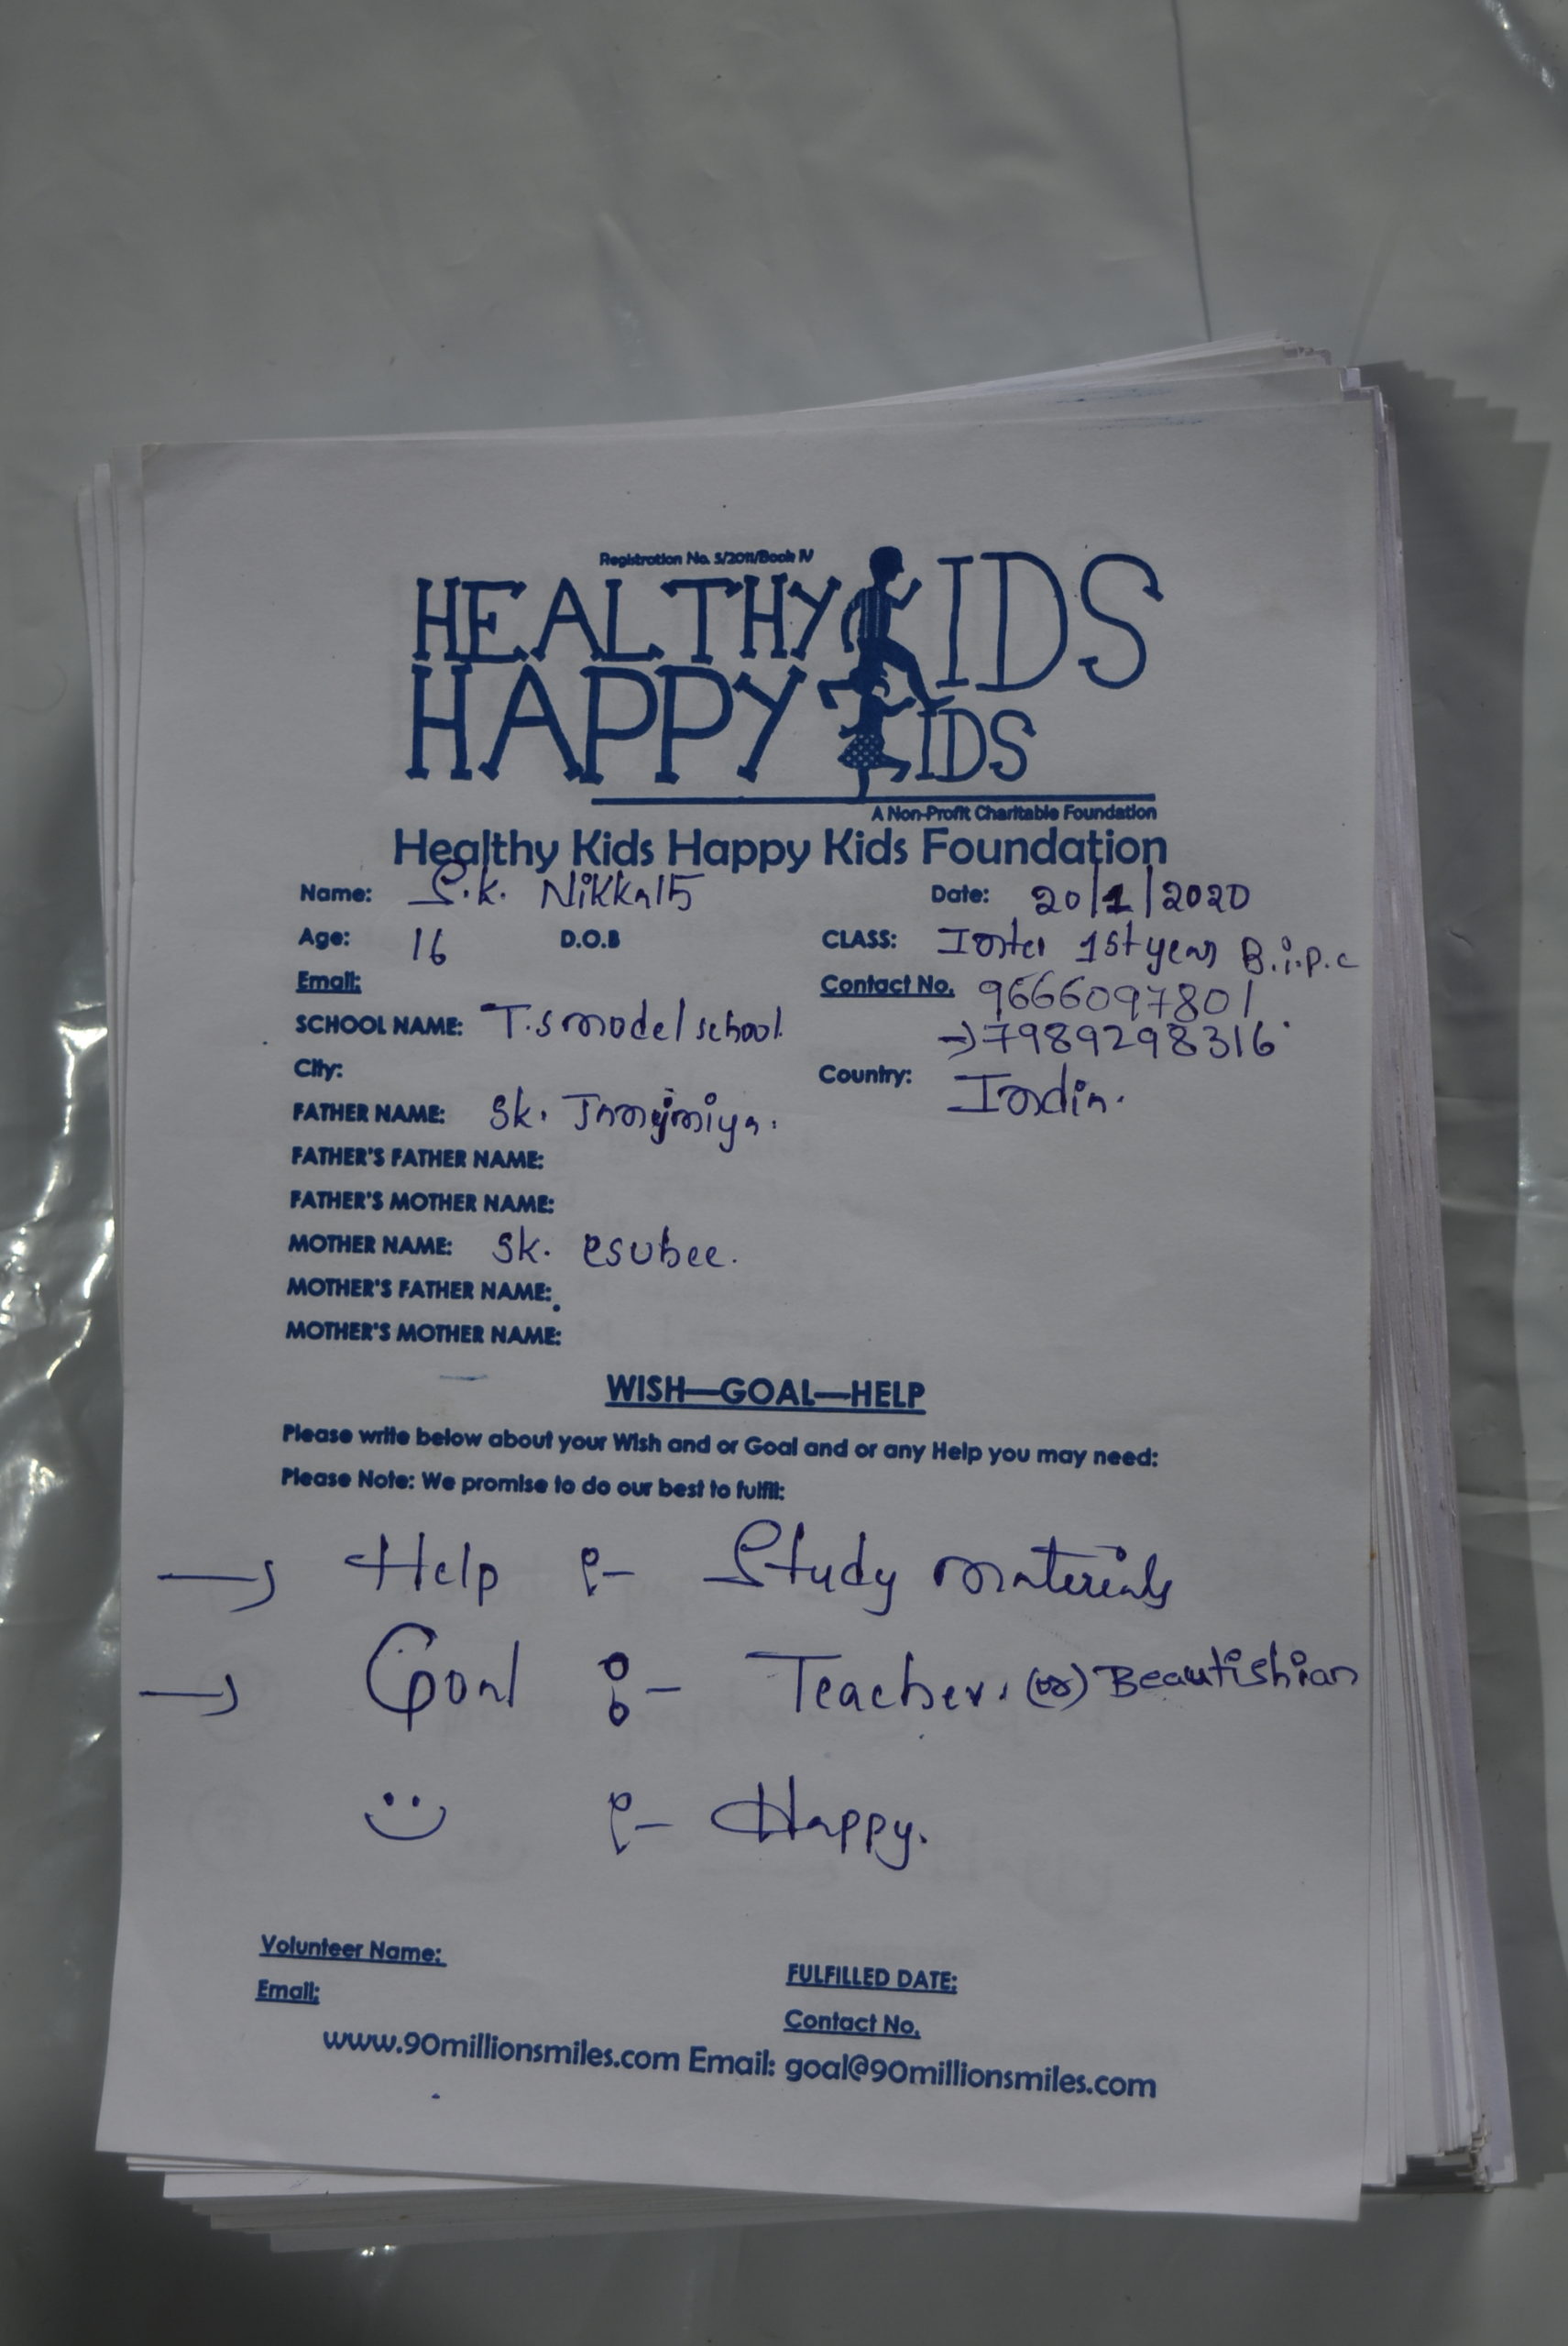 Registration No. 5/2011/Book IV
HEALTHY KIDS
HAPPY KIDS
A Non-Profit Charitable Foundation
Healthy Kids Happy Kids Foundation
Name: S.k. Date: 20/1/2020
Age: 16 D.O.B CLASS: Inter 1st year B.i.p.c
Email: Contact No. 9666097801
SCHOOL NAME: T.s model school. →7989298316
City: Country: India.
FATHER NAME: Sk.
FATHER'S FATHER NAME:
FATHER'S MOTHER NAME:
MOTHER NAME: Sk. esubee.
MOTHER'S FATHER NAME:
MOTHER'S MOTHER NAME:
WISH—GOAL—HELP
Please write below about your Wish and or Goal and or any Help you may need:
Please Note: We promise to do our best to fulfil:
→ Help :- Study materials
→ Goal :- Teacher. (or) Beautishian
:- Happy.
Volunteer Name: FULFILLED DATE:
Email: Contact No.
www.90millionsmiles.com Email: goal@90millionsmiles.com